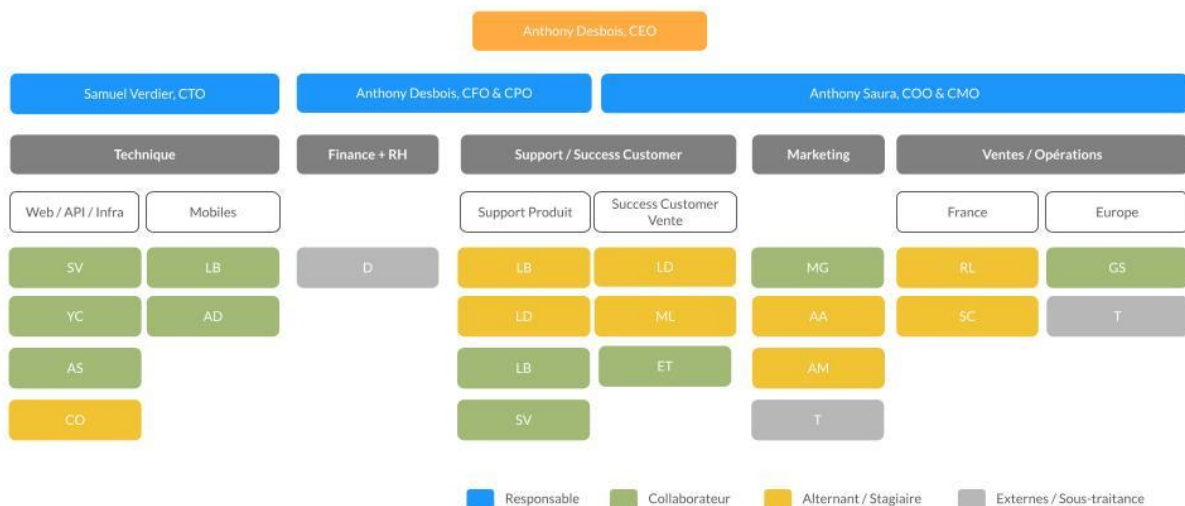 Anthony Desbois, CEO
Samuel Verdier, CTO
Anthony Desbois, CFO & CPO
Anthony Saura, COO & CMO
Technique
Finance + RH
Support / Success Customer
Marketing
Ventes / Opérations
Web / API / Infra
Mobiles
Support Produit
Success Customer
Vente
France
Europe
SV
LB
D
LB
LD
MG
RL
GS
YC
AD
LD
ML
AA
SC
T
AS
LB
ET
AM
CO
SV
T
Responsable
Collaborateur
Alternant / Stagiaire
Externes / Sous-traitance